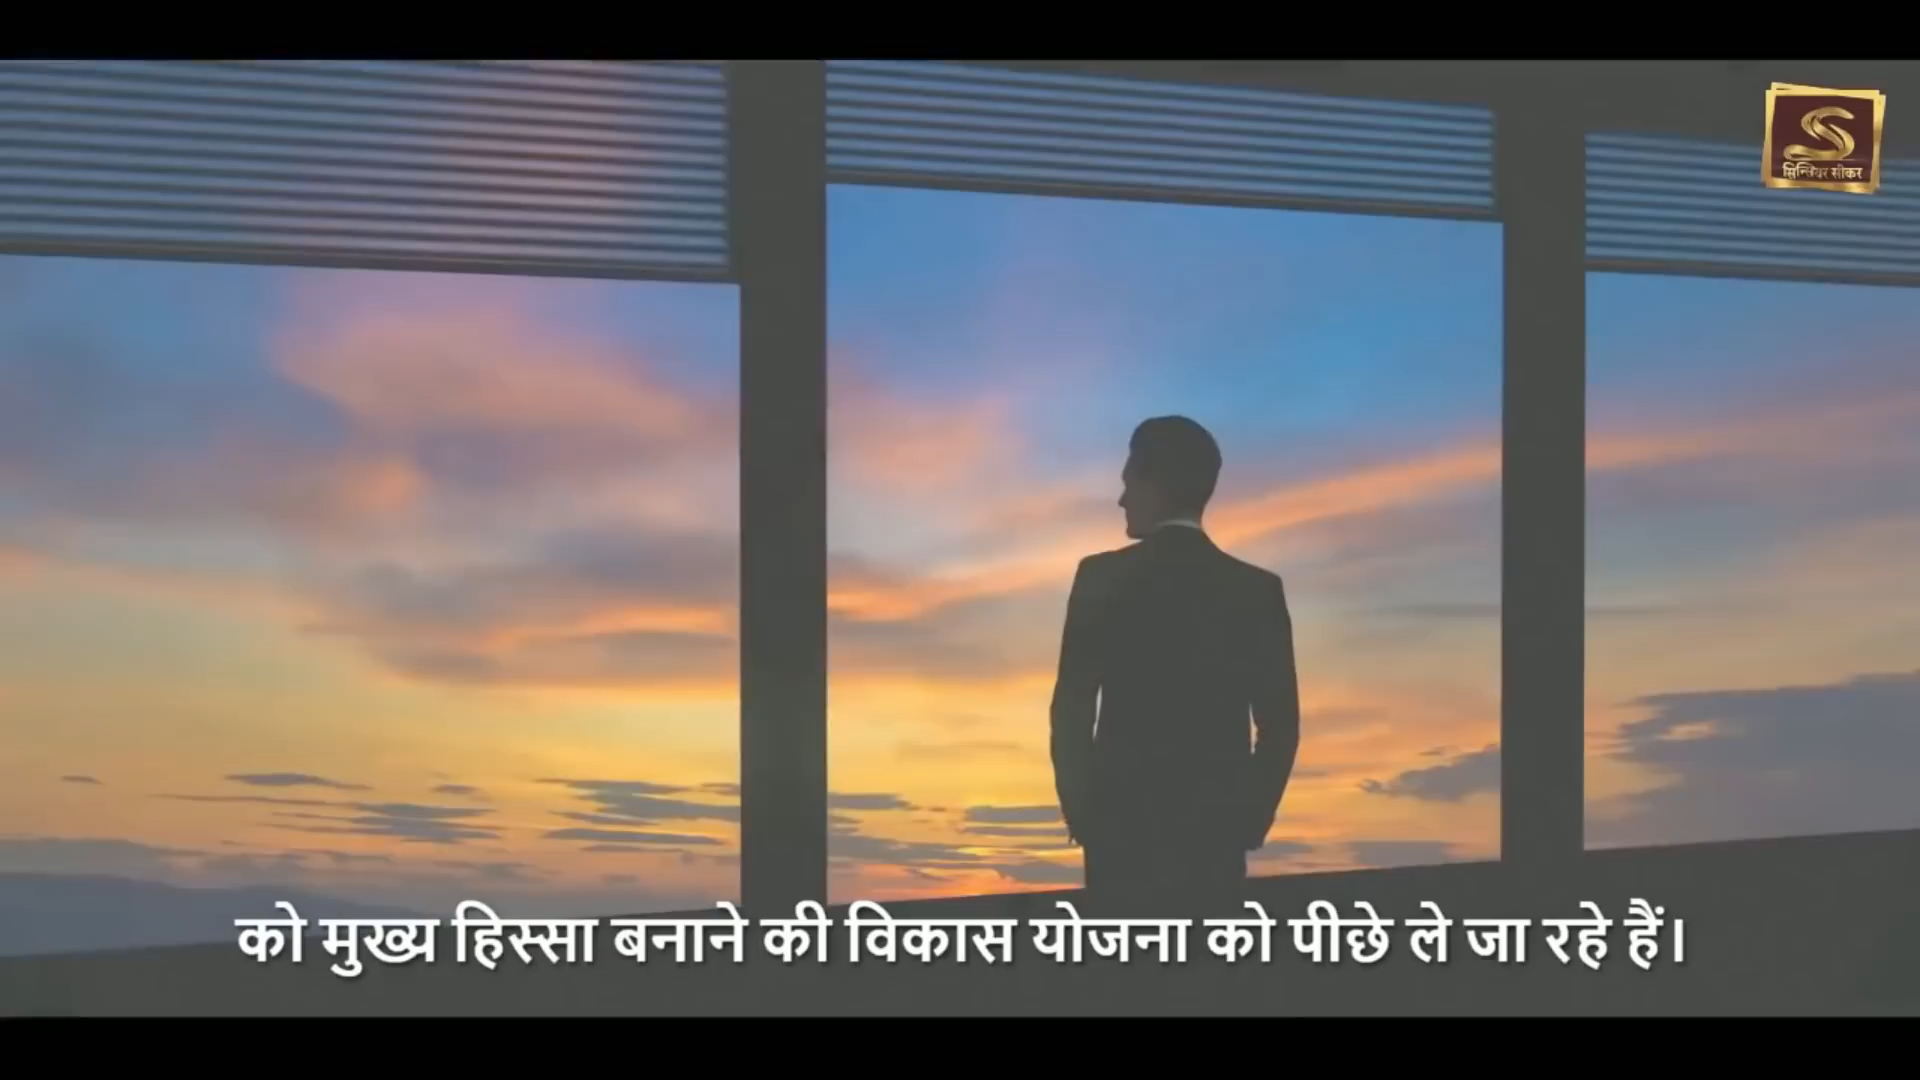 सिन्सियर सीकर
को मुख्य हिस्सा बनाने की विकास योजना को पीछे ले जा रहे हैं।